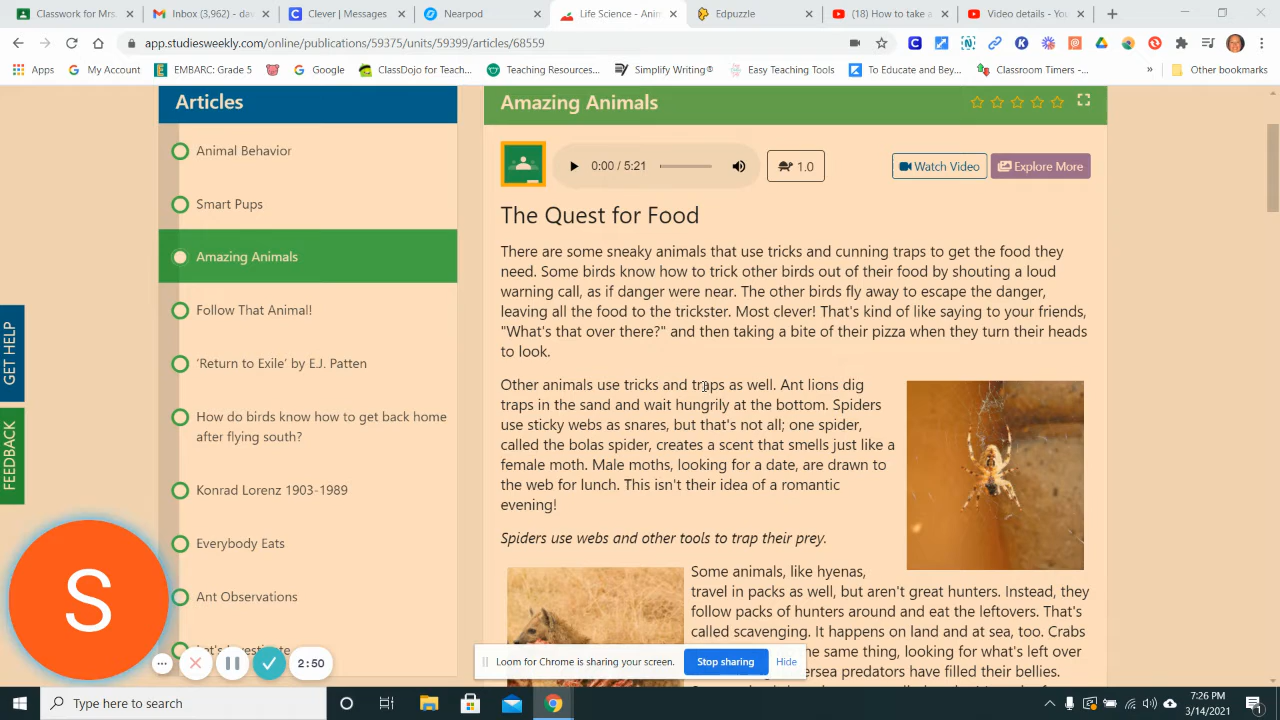 Classwork for Mrs.
Inbox (3,962) - da
Clever | Messages
Nearpod
Life Science - Anim
Edpuzzle
(18) How to take a
Video details - You
app.studiesweekly.com/online/publications/59375/units/59399/articles/68559
Apps
My Account
EMBARC: Grade 5
Google
ClassDojo for Teac...
Teaching Resources...
Simplify Writing®
Easy Teaching Tools
To Educate and Bey...
Classroom Timers -...
»
Other bookmarks
Articles
Animal Behavior
Smart Pups
Amazing Animals
Follow That Animal!
'Return to Exile' by E.J. Patten
How do birds know how to get back home
after flying south?
Konrad Lorenz 1903-1989
Everybody Eats
Ant Observations
GET HELP
FEEDBACK
S
2:50
Amazing Animals
0:00 / 5:21
1.0
Watch Video
Explore More
The Quest for Food
There are some sneaky animals that use tricks and cunning traps to get the food they
need. Some birds know how to trick other birds out of their food by shouting a loud
warning call, as if danger were near. The other birds fly away to escape the danger,
leaving all the food to the trickster. Most clever! That's kind of like saying to your friends,
"What's that over there?" and then taking a bite of their pizza when they turn their heads
to look.
Other animals use tricks and traps as well. Ant lions dig
traps in the sand and wait hungrily at the bottom. Spiders
use sticky webs as snares, but that's not all; one spider,
called the bolas spider, creates a scent that smells just like a
female moth. Male moths, looking for a date, are drawn to
the web for lunch. This isn't their idea of a romantic
evening!
Spiders use webs and other tools to trap their prey.
Some animals, like hyenas,
travel in packs as well, but aren't great hunters. Instead, they
follow packs of hunters around and eat the leftovers. That's
called scavenging. It happens on land and at sea, too. Crabs
the same thing, looking for what's left over
predators have filled their bellies.
Loom for Chrome is sharing your screen.
Stop sharing
Hide
Type here to search
7:26 PM
3/14/2021